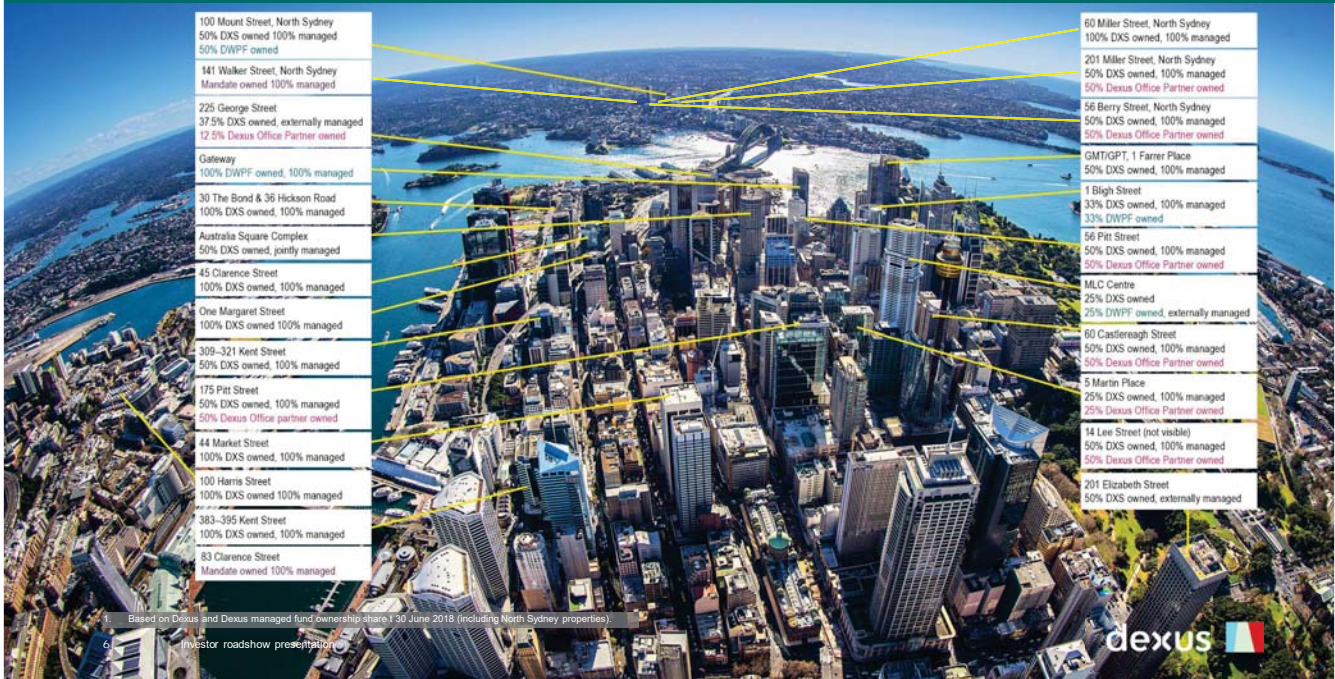 100 Mount Street, North Sydney
50% DXS owned 100% managed
50% DWPF owned
141 Walker Street, North Sydney
Mandate owned 100% managed
225 George Street
37.5% DXS owned, externally managed
12.5% Dexus Office Partner owned
Gateway
100% DWPF owned, 100% managed
30 The Bond & 36 Hickson Road
100% DXS owned, 100% managed
Australia Square Complex
50% DXS owned, jointly managed
45 Clarence Street
100% DXS owned, 100% managed
One Margaret Street
100% DXS owned 100% managed
309–321 Kent Street
50% DXS owned, 100% managed
175 Pitt Street
50% DXS owned, 100% managed
50% Dexus Office partner owned
44 Market Street
100% DXS owned, 100% managed
100 Harris Street
100% DXS owned 100% managed
383–395 Kent Street
100% DXS owned, 100% managed
83 Clarence Street
Mandate owned 100% managed
60 Miller Street, North Sydney
100% DXS owned, 100% managed
201 Miller Street, North Sydney
50% DXS owned, 100% managed
50% Dexus Office Partner owned
56 Berry Street, North Sydney
50% DXS owned, 100% managed
50% Dexus Office Partner owned
GMT/GPT, 1 Farrer Place
50% DXS owned, 100% managed
1 Bligh Street
33% DXS owned, 100% managed
33% DWPF owned
56 Pitt Street
50% DXS owned, 100% managed
50% Dexus Office Partner owned
MLC Centre
25% DXS owned
25% DWPF owned, externally managed
60 Castlereagh Street
50% DXS owned, 100% managed
50% Dexus Office Partner owned
5 Martin Place
25% DXS owned, 100% managed
25% Dexus Office Partner owned
14 Lee Street (not visible)
50% DXS owned, 100% managed
50% Dexus Office Partner owned
201 Elizabeth Street
50% DXS owned, externally managed
1. Based on Dexus and Dexus managed fund ownership share t 30 June 2018 (including North Sydney properties).
6 Investor roadshow presentation
dexus